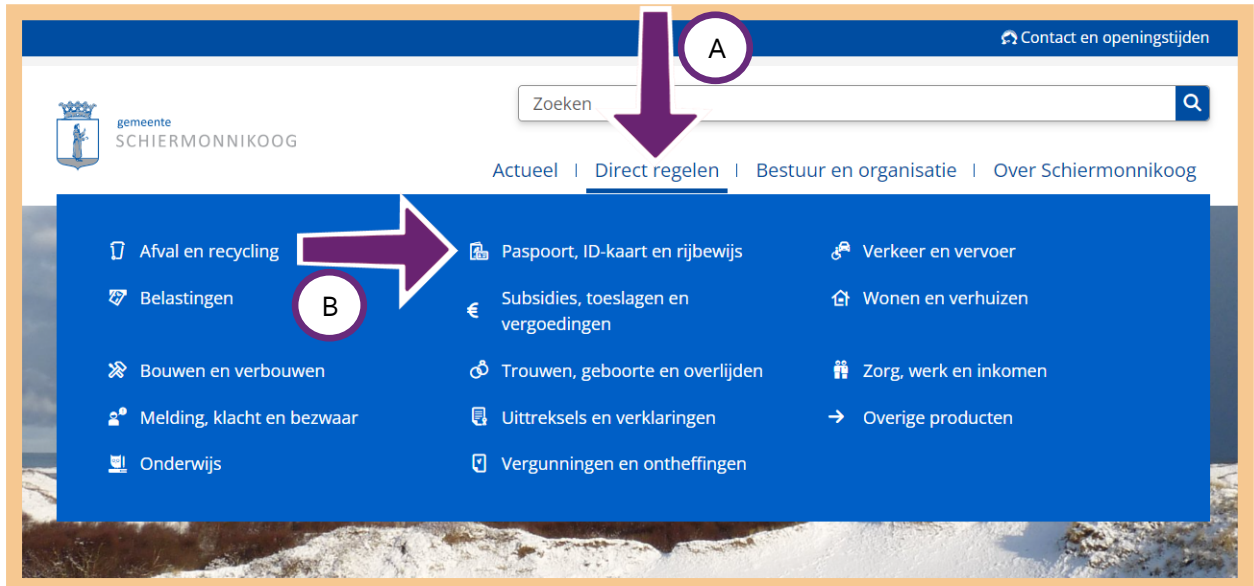 Contact en openingstijden
A
Zoeken
gemeente
SCHIERMONNIKOOG
Actueel | Direct regelen | Bestuur en organisatie | Over Schiermonnikoog
Afval en recycling
Paspoort, ID-kaart en rijbewijs
Verkeer en vervoer
B
Belastingen
Subsidies, toeslagen en
vergoedingen
Wonen en verhuizen
Bouwen en verbouwen
Trouwen, geboorte en overlijden
Zorg, werk en inkomen
Melding, klacht en bezwaar
Uittreksels en verklaringen
Overige producten
Onderwijs
Vergunningen en ontheffingen